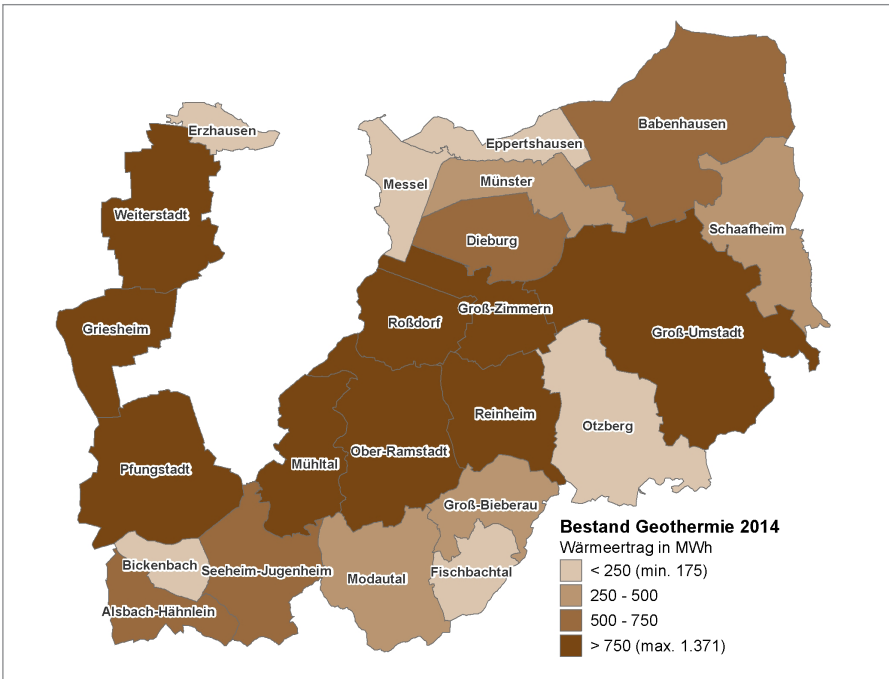 Erzhausen
Babenhausen
Eppertshausen
Messel
Münster
Weiterstadt
Schaafheim
Dieburg
Groß-Zimmern
Roßdorf
Griesheim
Groß-Umstadt
Reinheim
Otzberg
Ober-Ramstadt
Mühltal
Pfungstadt
Groß-Bieberau
Bickenbach
Seeheim-Jugenheim
Modautal
Fischbachtal
Alsbach-Hähnlein
Bestand Geothermie 2014
Wärmeertrag in MWh
< 250 (min. 175)
250 - 500
500 - 750
> 750 (max. 1.371)